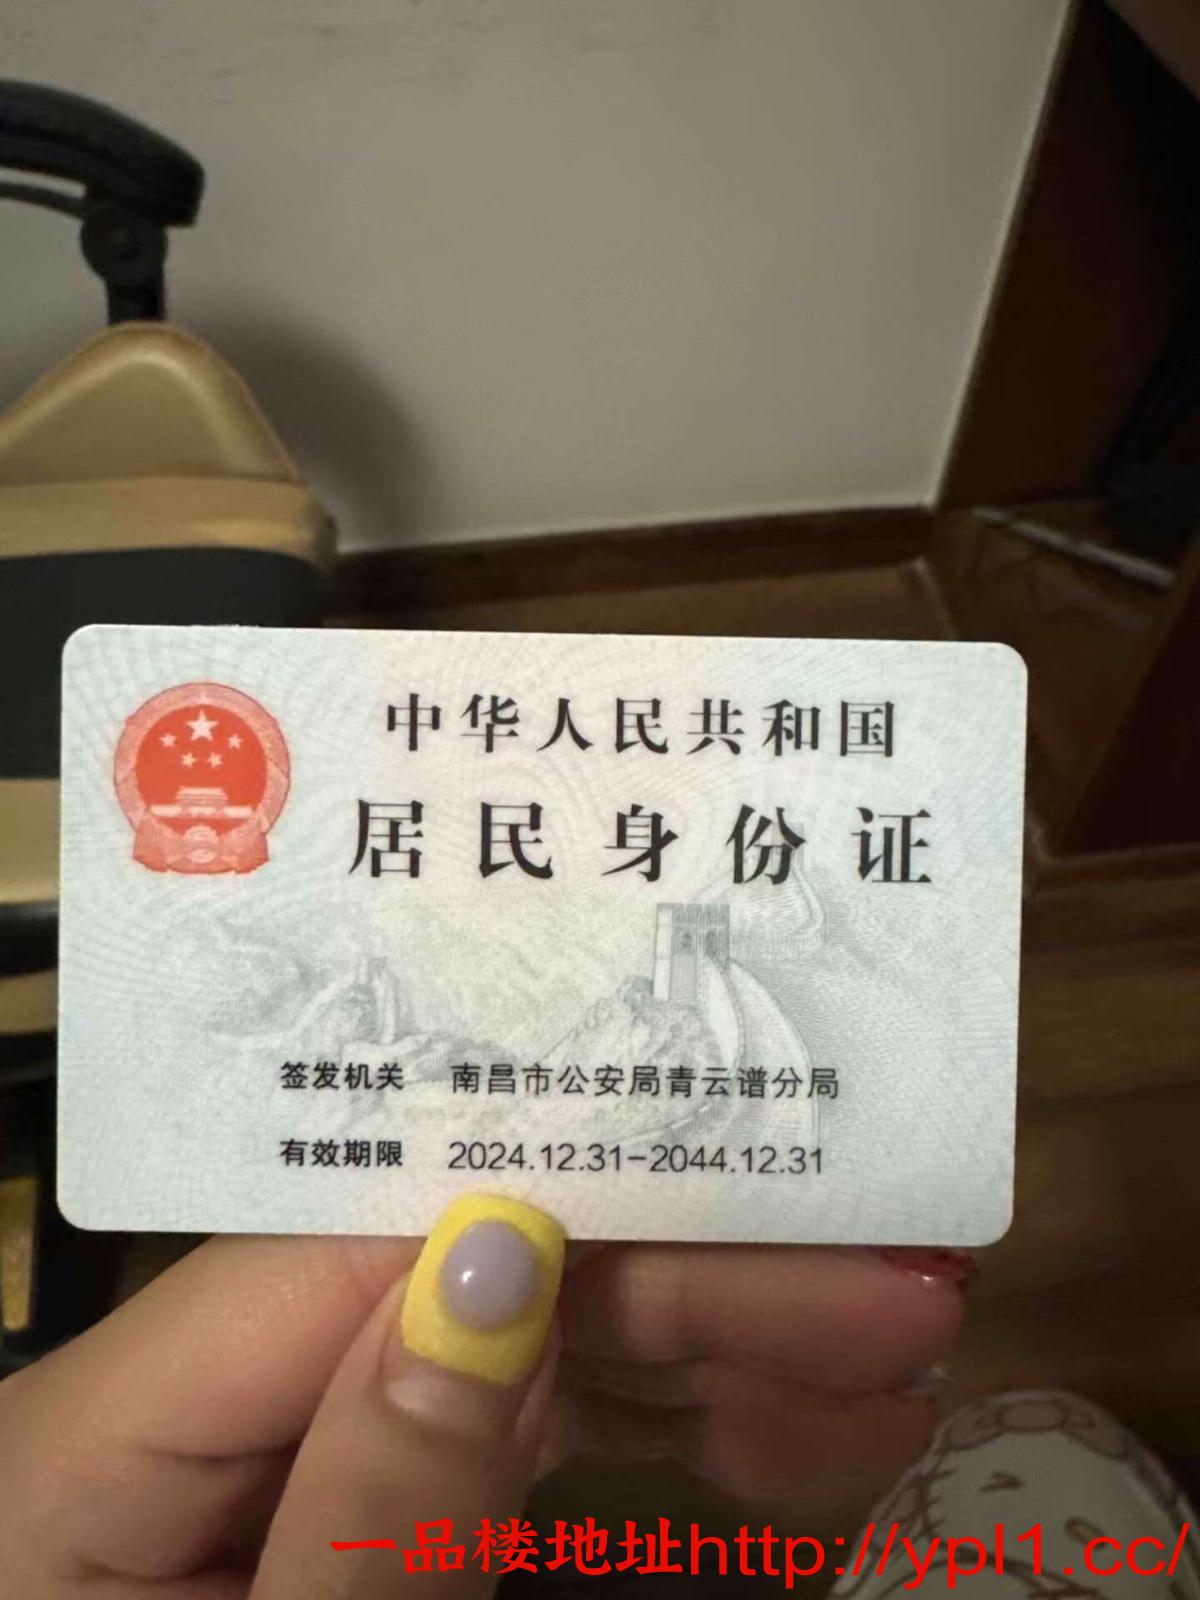 中华人民共和国
居民身份证
签发机关 南昌市公安局青云谱分局
有效期限 2024.12.31-2044.12.31
一品楼地址http://ypl1.cc/